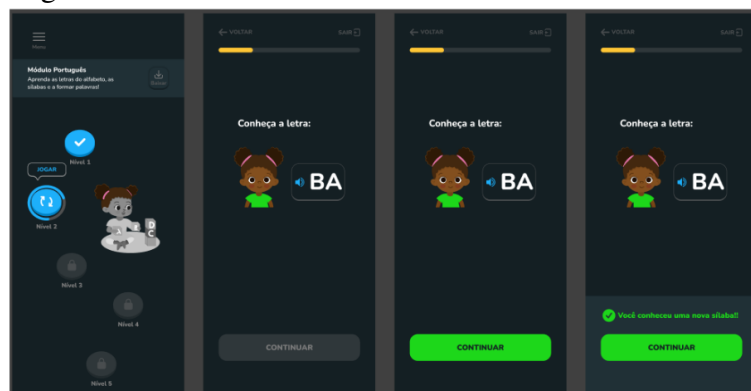 Menu
Módulo Português
Aprenda as letras do alfabeto, as
sílabas e a formar palavras!
Baixar
Nível 1
JOGAR
Nível 2
D
C
Nível 3
Nível 4
Nível 5
VOLTAR
SAIR
Conheça a letra:
BA
CONTINUAR
VOLTAR
SAIR
Conheça a letra:
BA
CONTINUAR
VOLTAR
SAIR
Conheça a letra:
BA
Você conheceu uma nova sílaba!!
CONTINUAR